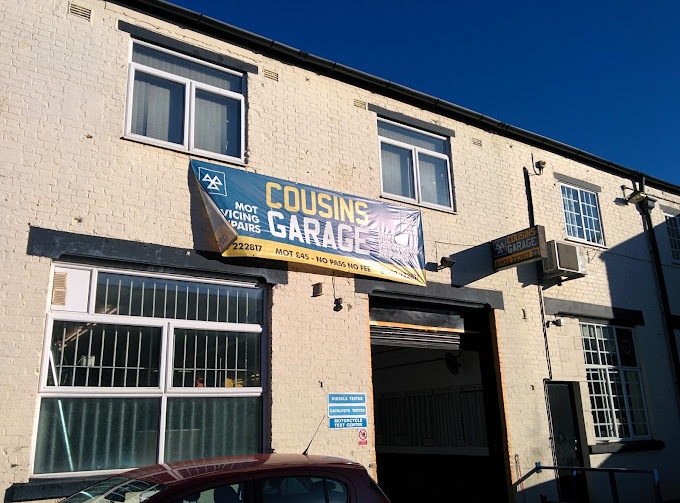 COUSINS
GARAGE
MOT
VICING
PAIRS
222817
MOT £45 - NO PASS NO FEE
COUSINS
GARAGE
DIESELS TESTED
CATALYSTS TESTED
MOTORCYCLE
TEST CENTRE